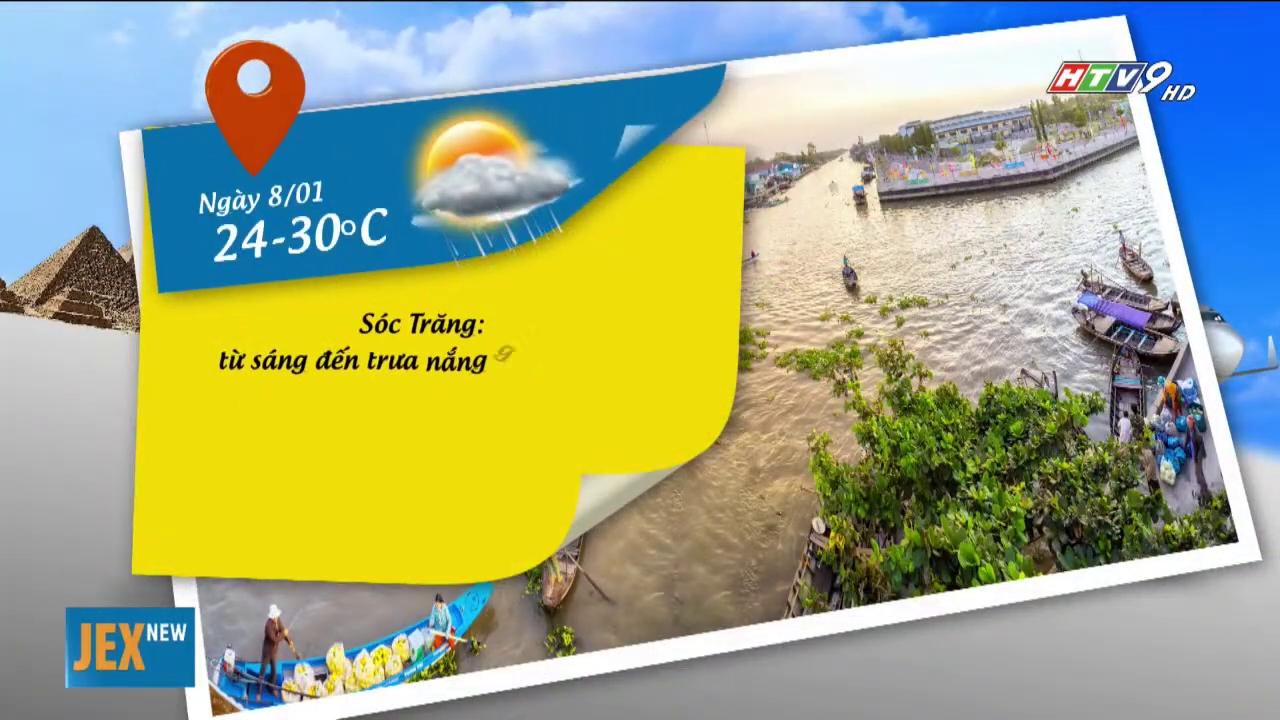 HTV9 HD
Ngày 8/01
24-30°C
Sóc Trăng:
từ sáng đến trưa nắng
JEX NEW